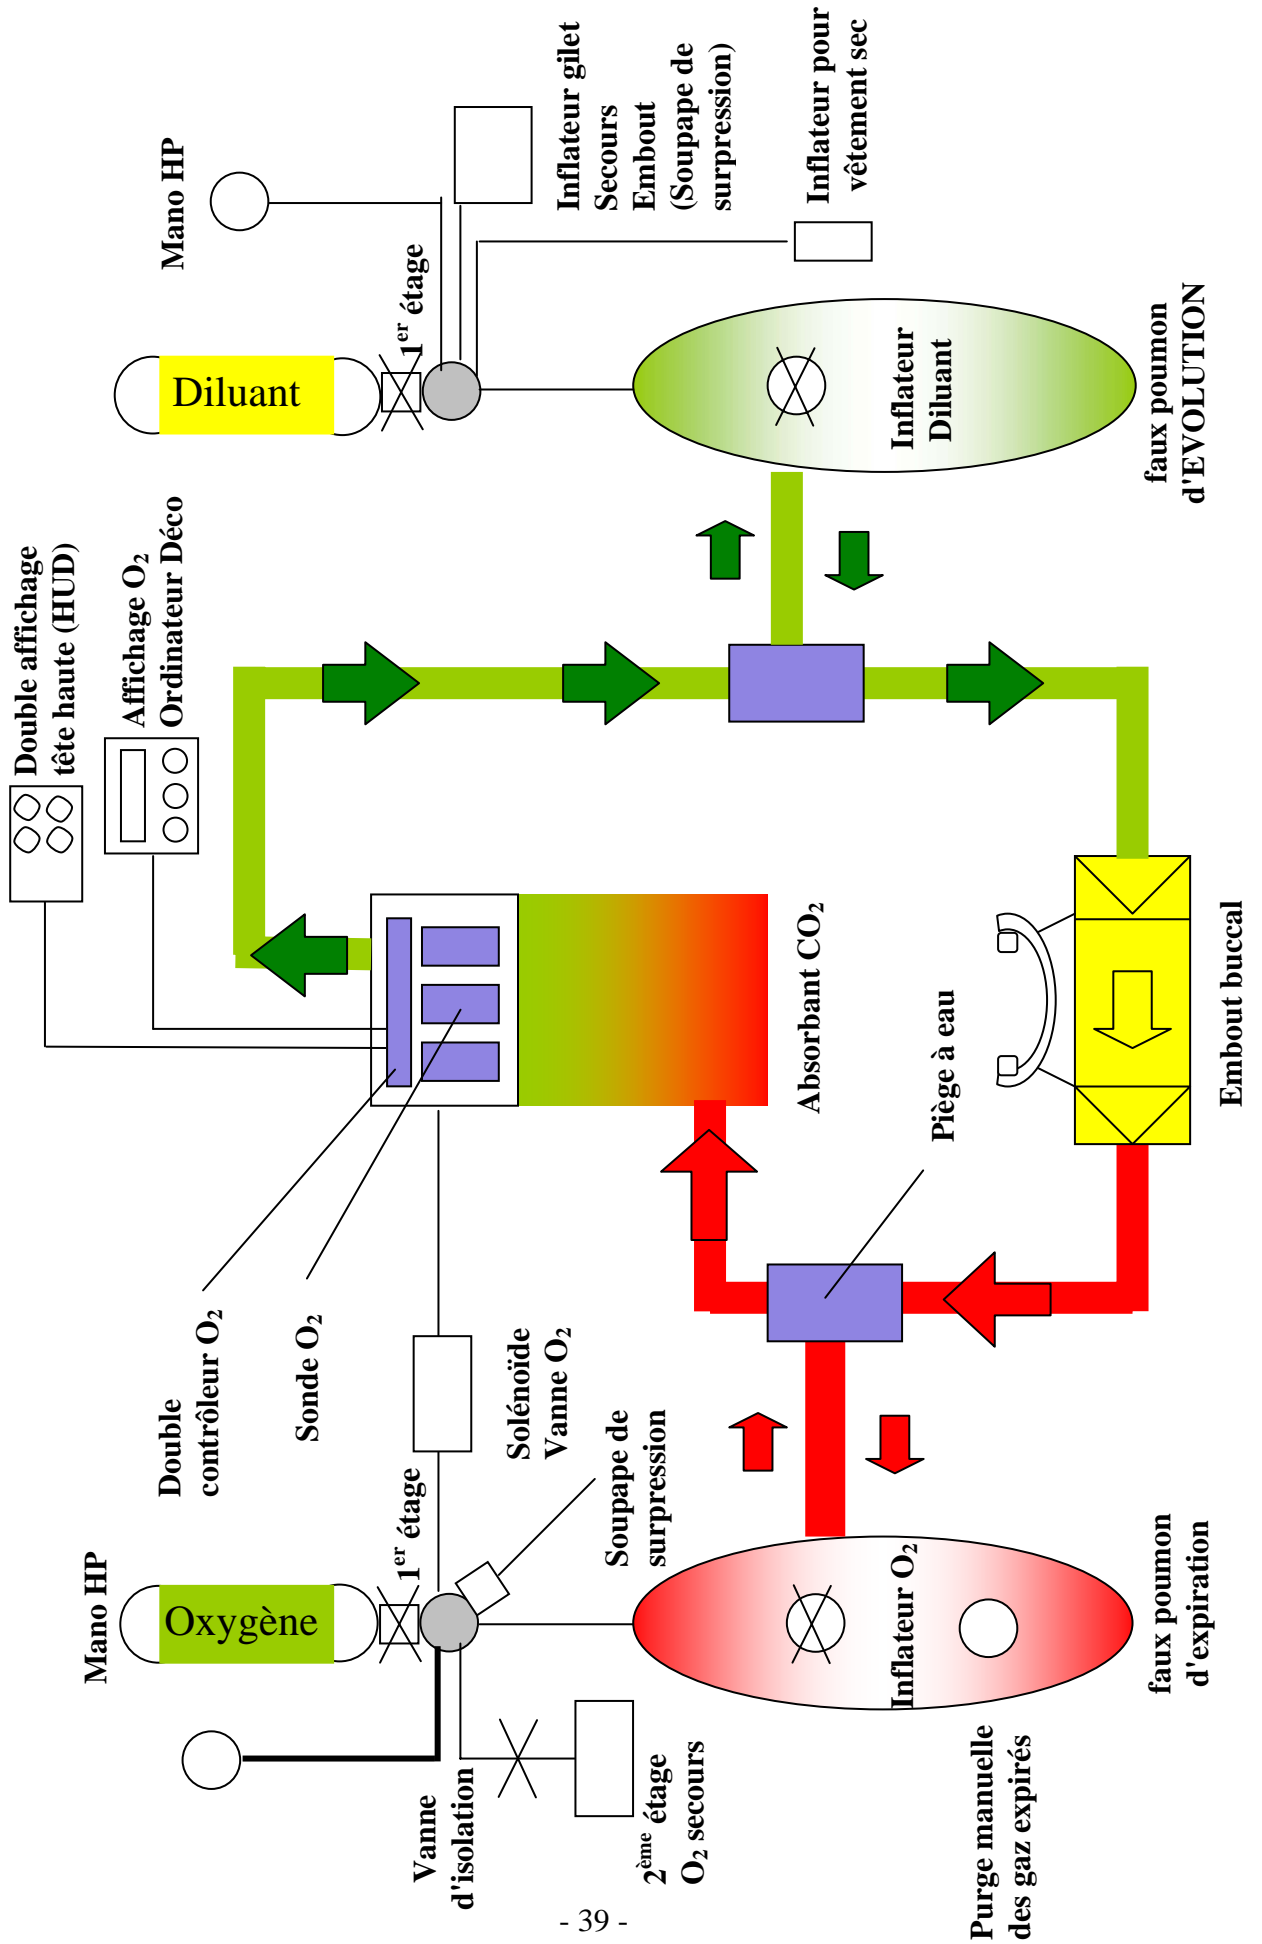 Double affichage
tête haute (HUD)
Affichage O₂
Ordinateur Déco
Mano HP
Diluant
1er étage
Inflateur gilet
Secours
Embout
(Soupape de
surpression)
Inflateur pour
vêtement sec
Inflateur
Diluant
faux poumon
d'EVOLUTION
Absorbant CO₂
Piège à eau
Embout buccal
Double
contrôleur O₂
Sonde O₂
Solénoïde
Vanne O₂
Mano HP
Oxygène
1er étage
Soupape de
surpression
Vanne
d'isolation
2ème étage
O₂ secours
Inflateur O₂
Purge manuelle
des gaz expirés
faux poumon
d'expiration
- 39 -